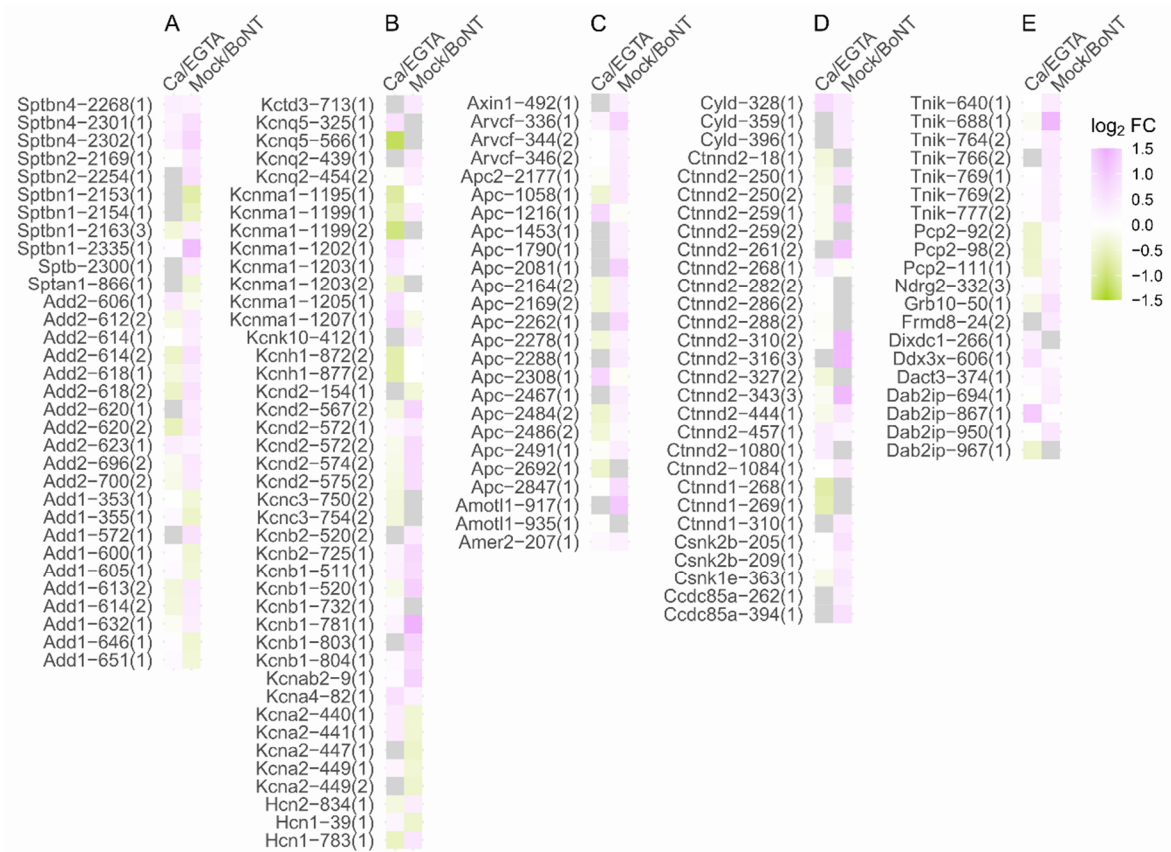 A
B
C
D
E
Ca/EGTA
Mock/BoNT
Ca/EGTA
Mock/BoNT
Ca/EGTA
Mock/BoNT
Ca/EGTA
Mock/BoNT
Ca/EGTA
Mock/BoNT
Sptbn4−2268(1)
Sptbn4−2301(1)
Sptbn4−2302(1)
Sptbn2−2169(1)
Sptbn2−2254(1)
Sptbn1−2153(1)
Sptbn1−2154(1)
Sptbn1−2163(3)
Sptbn1−2335(1)
Sptb−2300(1)
Sptan1−866(1)
Add2−606(1)
Add2−612(2)
Add2−614(1)
Add2−614(2)
Add2−618(1)
Add2−618(2)
Add2−620(1)
Add2−620(2)
Add2−623(1)
Add2−696(2)
Add2−700(2)
Add1−353(1)
Add1−355(1)
Add1−572(1)
Add1−600(1)
Add1−605(1)
Add1−613(2)
Add1−614(2)
Add1−632(1)
Add1−646(1)
Add1−651(1)
Kctd3−713(1)
Kcnq5−325(1)
Kcnq5−566(1)
Kcnq2−439(1)
Kcnq2−454(2)
Kcnma1−1195(1)
Kcnma1−1199(1)
Kcnma1−1199(2)
Kcnma1−1202(1)
Kcnma1−1203(1)
Kcnma1−1203(2)
Kcnma1−1205(1)
Kcnma1−1207(1)
Kcnk10−412(1)
Kcnh1−872(2)
Kcnh1−877(2)
Kcnd2−154(1)
Kcnd2−567(2)
Kcnd2−572(1)
Kcnd2−572(2)
Kcnd2−574(2)
Kcnd2−575(2)
Kcnc3−750(2)
Kcnc3−754(2)
Kcnb2−520(2)
Kcnb2−725(1)
Kcnb1−511(1)
Kcnb1−520(1)
Kcnb1−732(1)
Kcnb1−781(1)
Kcnb1−803(1)
Kcnb1−804(1)
Kcnab2−9(1)
Kcna4−82(1)
Kcna2−440(1)
Kcna2−441(1)
Kcna2−447(1)
Kcna2−449(1)
Kcna2−449(2)
Hcn2−834(1)
Hcn1−39(1)
Hcn1−783(1)
Axin1−492(1)
Arvcf−336(1)
Arvcf−344(2)
Arvcf−346(2)
Apc2−2177(1)
Apc−1058(1)
Apc−1216(1)
Apc−1453(1)
Apc−1790(1)
Apc−2081(1)
Apc−2164(2)
Apc−2169(2)
Apc−2262(1)
Apc−2278(1)
Apc−2288(1)
Apc−2308(1)
Apc−2467(1)
Apc−2484(2)
Apc−2486(2)
Apc−2491(1)
Apc−2692(1)
Apc−2847(1)
Amotl1−917(1)
Amotl1−935(1)
Amer2−207(1)
Cyld−328(1)
Cyld−359(1)
Cyld−396(1)
Ctnnd2−18(1)
Ctnnd2−250(1)
Ctnnd2−250(2)
Ctnnd2−259(1)
Ctnnd2−259(2)
Ctnnd2−261(2)
Ctnnd2−268(1)
Ctnnd2−282(2)
Ctnnd2−286(2)
Ctnnd2−288(2)
Ctnnd2−310(2)
Ctnnd2−316(3)
Ctnnd2−327(2)
Ctnnd2−343(3)
Ctnnd2−444(1)
Ctnnd2−457(1)
Ctnnd2−1080(1)
Ctnnd2−1084(1)
Ctnnd1−268(1)
Ctnnd1−269(1)
Ctnnd1−310(1)
Csnk2b−205(1)
Csnk2b−209(1)
Csnk1e−363(1)
Ccdc85a−262(1)
Ccdc85a−394(1)
Tnik−640(1)
Tnik−688(1)
Tnik−764(2)
Tnik−766(2)
Tnik−769(1)
Tnik−769(2)
Tnik−777(2)
Pcp2−92(2)
Pcp2−98(2)
Pcp2−111(1)
Ndrg2−332(3)
Grb10−50(1)
Frmd8−24(2)
Dixdc1−266(1)
Ddx3x−606(1)
Dact3−374(1)
Dab2ip−694(1)
Dab2ip−867(1)
Dab2ip−950(1)
Dab2ip−967(1)
log₂ FC
1.5
1.0
0.5
0.0
−0.5
−1.0
−1.5